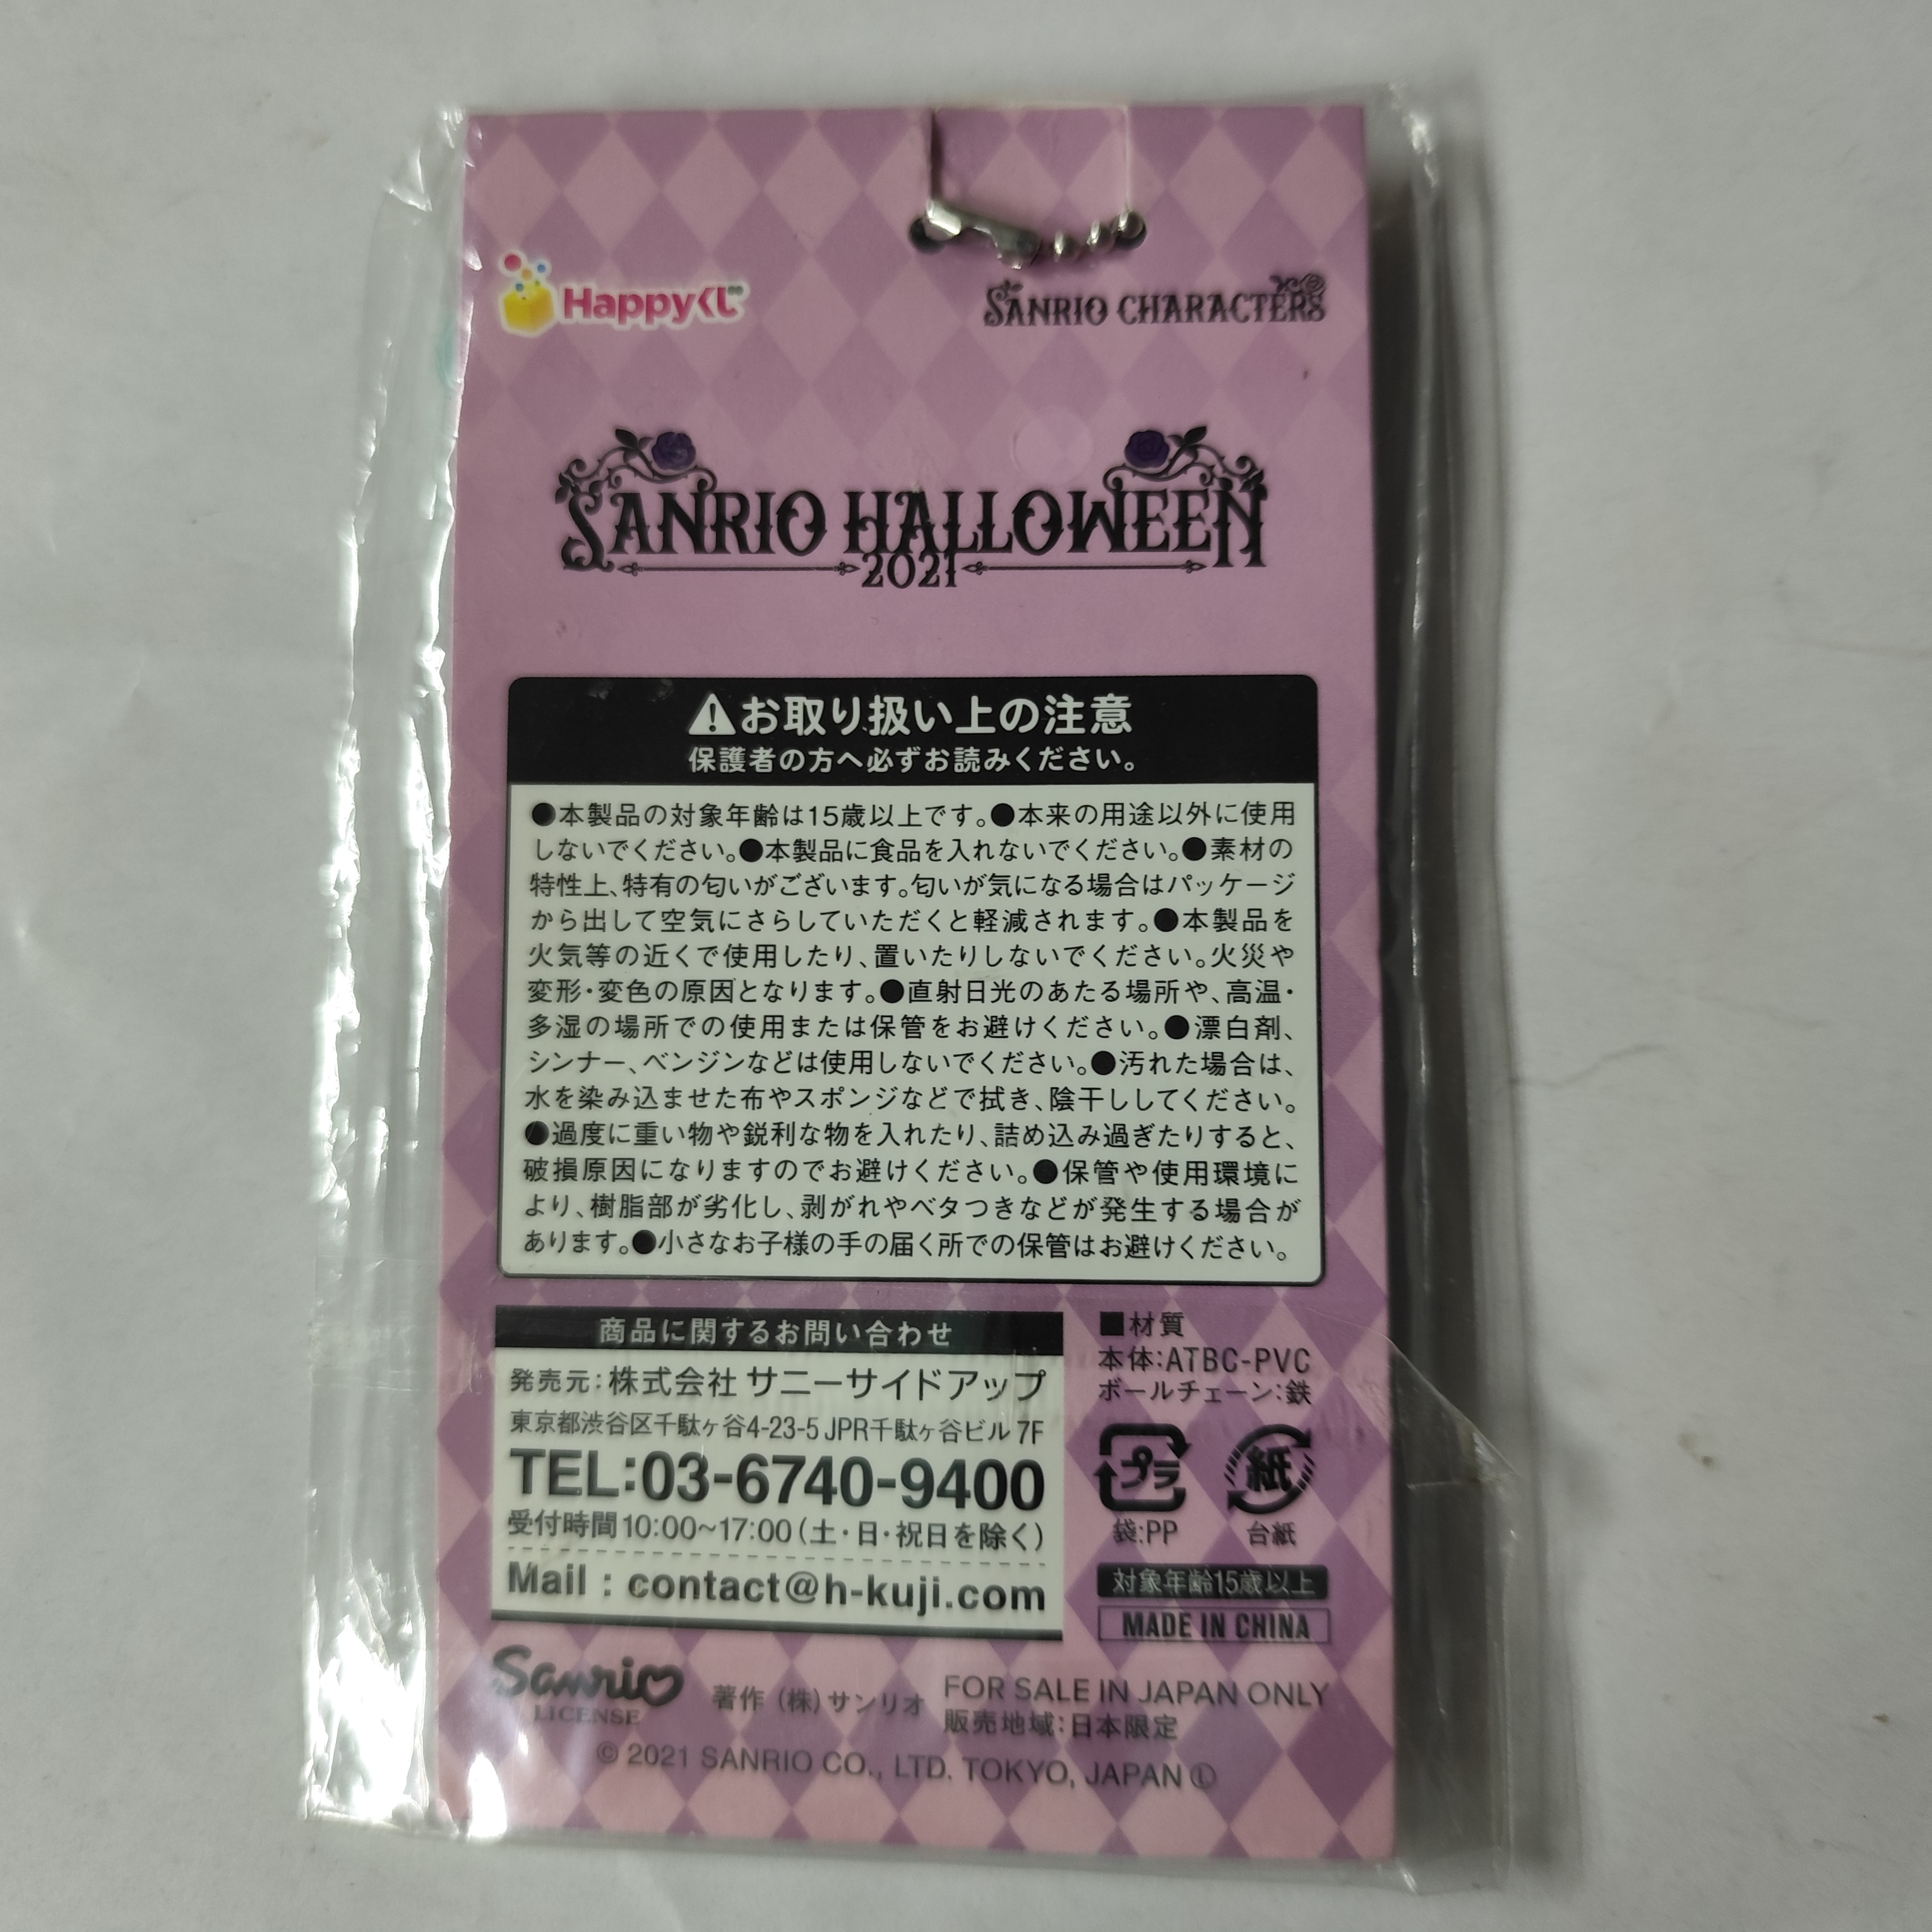 Happyくじ
SANRIO CHARACTERS
SANRIO HALLOWEEN
2021
⚠お取り扱い上の注意
保護者の方へ必ずお読みください。
●本製品の対象年齢は15歳以上です。●本来の用途以外に使用
しないでください。●本製品に食品を入れないでください。●素材の
特性上、特有の匂いがございます。匂いが気になる場合はパッケージ
から出して空気にさらしていただくと軽減されます。●本製品を
火気等の近くで使用したり、置いたりしないでください。火災や
変形・変色の原因となります。●直射日光のあたる場所や、高温・
多湿の場所での使用または保管をお避けください。●漂白剤、
シンナー、ベンジンなどは使用しないでください。●汚れた場合は、
水を染み込ませた布やスポンジなどで拭き、陰干ししてください。
●過度に重い物や鋭利な物を入れたり、詰め込み過ぎたりすると、
破損原因になりますのでお避けください。●保管や使用環境に
より、樹脂部が劣化し、剥がれやベタつきなどが発生する場合が
あります。●小さなお子様の手の届く所での保管はお避けください。
商品に関するお問い合わせ
発売元:株式会社 サニーサイドアップ
東京都渋谷区千駄ヶ谷4-23-5 JPR千駄ヶ谷ビル 7F
TEL:03-6740-9400
受付時間10:00~17:00(土・日・祝日を除く)
Mail : contact@h-kuji.com
■材質
本体:ATBC-PVC
ボールチェーン:鉄
プラ
紙
袋:PP
台紙
対象年齢15歳以上
MADE IN CHINA
Sanrio
LICENSE
著作 (株)サンリオ
FOR SALE IN JAPAN ONLY
販売地域:日本限定
© 2021 SANRIO CO., LTD. TOKYO, JAPAN Ⓛ